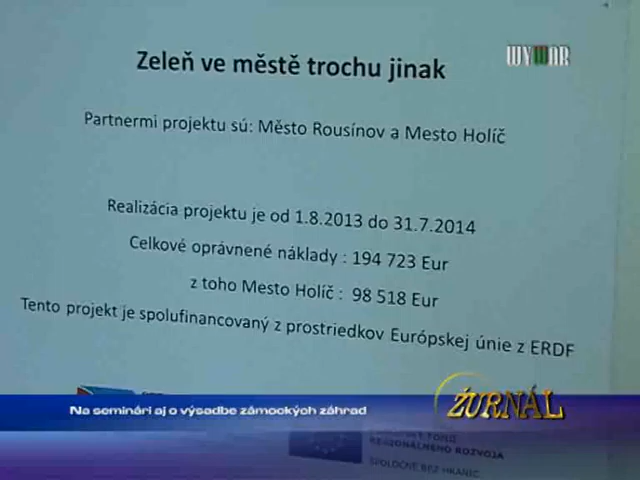 Zeleň ve městě trochu jinak
WYMAR
Partnermi projektu sú: Město Rousínov a Mesto Holíč
Realizácia projektu je od 1.8.2013 do 31.7.2014
Celkové oprávnené náklady : 194 723 Eur
z toho Mesto Holíč : 98 518 Eur
Tento projekt je spolufinancovaný z prostriedkov Európskej únie z ERDF
Na seminári aj o výsadbe zámockých záhrad
ŽURNÁL
REGIONÁLNEHO ROZVOJA
SPOLOČNE BEZ HRANÍC